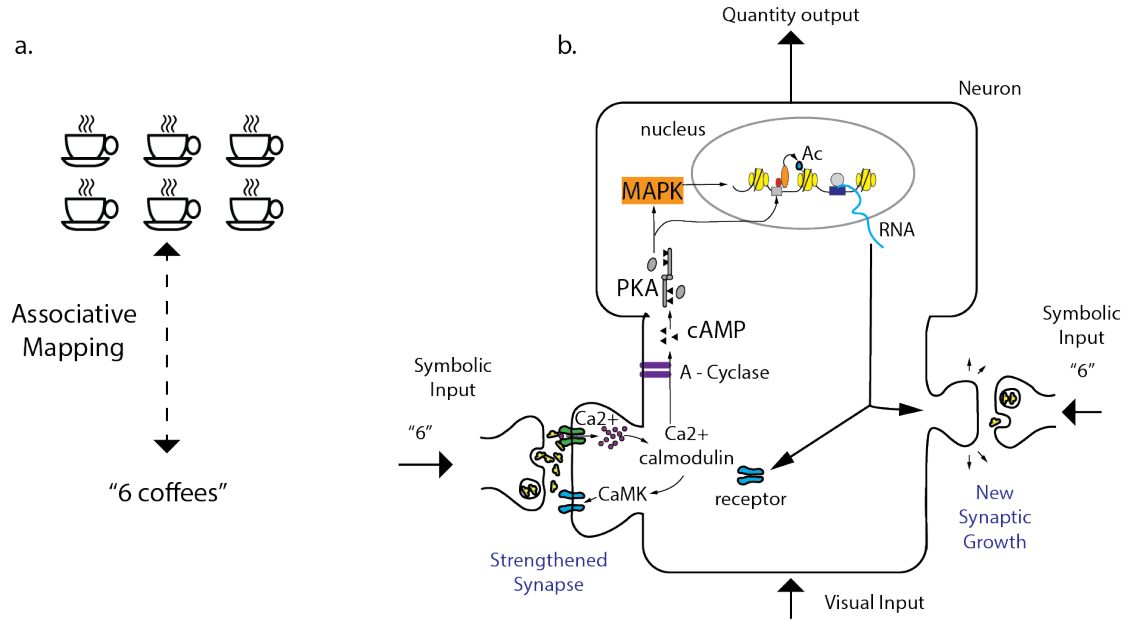 a.
Associative
Mapping
“6 coffees”
b.
Quantity output
Neuron
nucleus
Ac
MAPK
RNA
PKA
cAMP
A - Cyclase
Symbolic
Input
“6”
Ca2+
Ca2+
calmodulin
CaMK
receptor
Strengthened
Synapse
Symbolic
Input
“6”
New
Synaptic
Growth
Visual Input